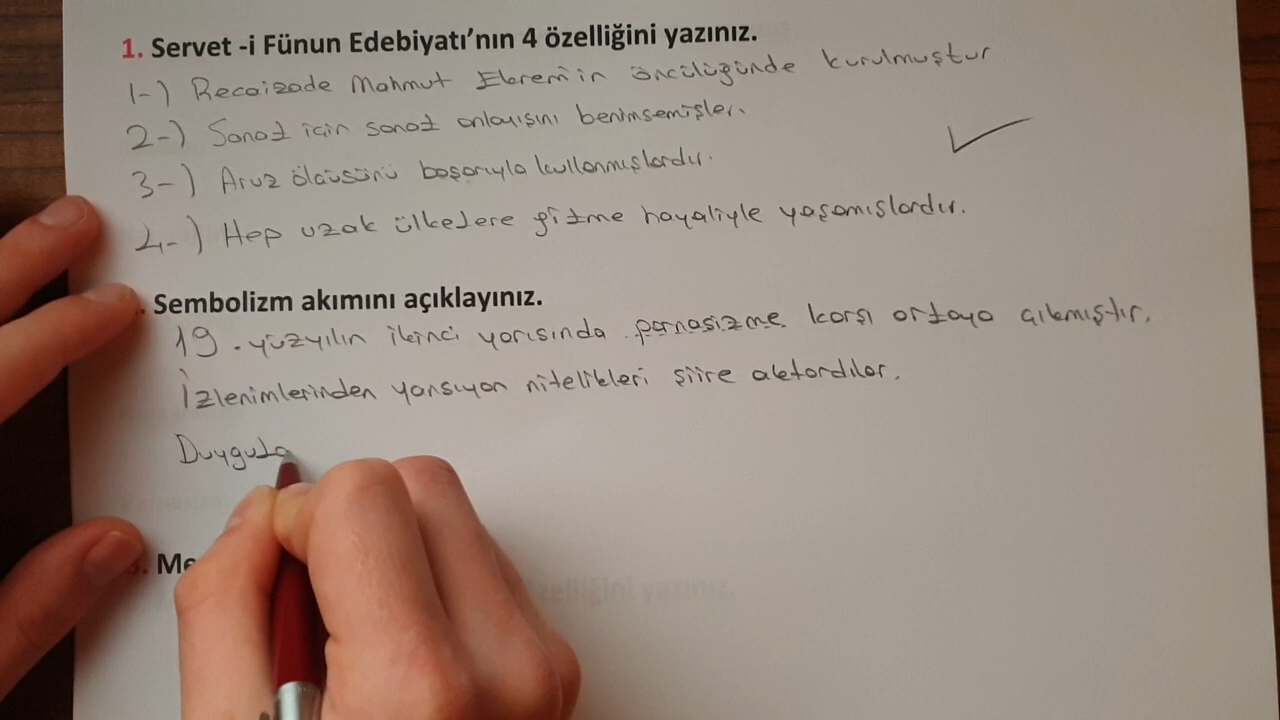 1. Servet -i Fünun Edebiyatı'nın 4 özelliğini yazınız.
1-) Recaizade Mahmut Ekrem'in öncülüğünde kurulmuştur
2-) Sanat için sanat anlayışını benimsemişler.
3-) Aruz ölçüsünü başarıyla kullanmışlardır.
4-) Hep uzak ülkelere gitme hayaliyle yaşamışlardır.
. Sembolizm akımını açıklayınız.
19. yüzyılın ikinci yarısında parnasizme karşı ortaya çıkmıştır.
İzlenimlerinden yansıyan nitelikleri şiire aktardılar.
Duygula
3. Me